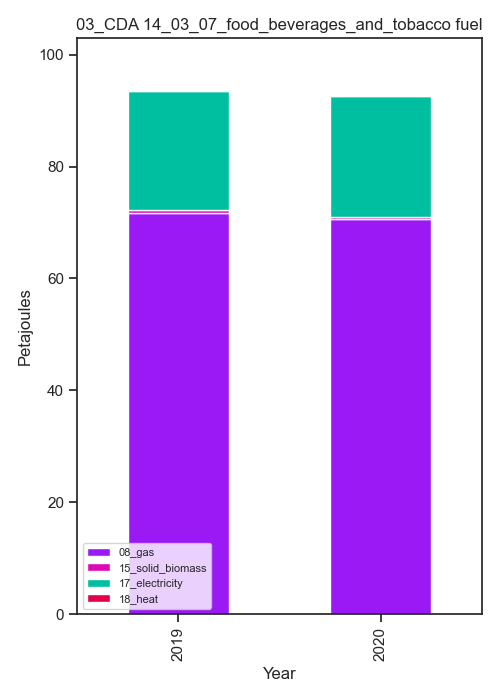 03_CDA 14_03_07_food_beverages_and_tobacco fuel
100
80
60
40
20
0
Petajoules
08_gas
15_solid_biomass
17_electricity
18_heat
2019
2020
Year